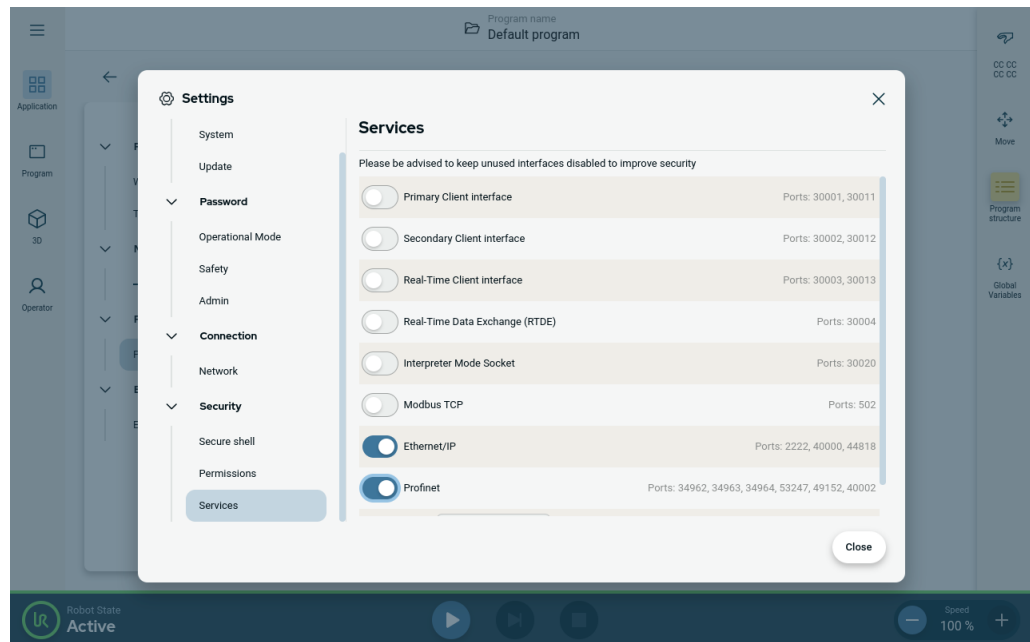 Program name
Default program
Application
Program
3D
Operator
Settings
System
Update
Password
Operational Mode
Safety
Admin
Connection
Network
Security
Secure shell
Permissions
Services
Services
Please be advised to keep unused interfaces disabled to improve security
Primary Client interface Ports: 30001, 30011
Secondary Client interface Ports: 30002, 30012
Real-Time Client interface Ports: 30003, 30013
Real-Time Data Exchange (RTDE) Ports: 30004
Interpreter Mode Socket Ports: 30020
Modbus TCP Ports: 502
Ethernet/IP Ports: 2222, 40000, 44818
Profinet Ports: 34962, 34963, 34964, 53247, 49152, 40002
Close
CC CC
CC CC
Move
Program
structure
{x}
Global
Variables
UR
Robot State
Active
Speed
100 %